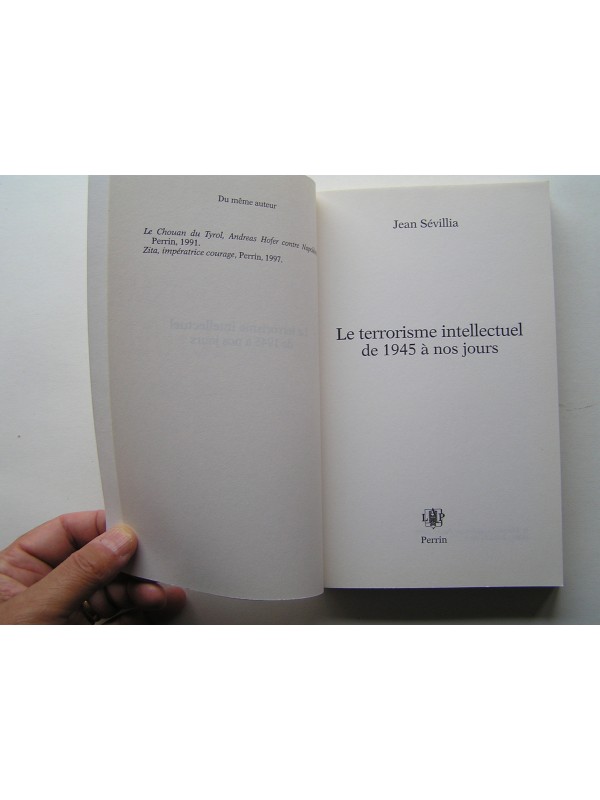 Du même auteur
Le Chouan du Tyrol, Andreas Hofer contre
Perrin, 1991.
Zita, impératrice courage, Perrin, 1997.
Jean Sévillia
Le terrorisme intellectuel
de 1945 à nos jours
Perrin